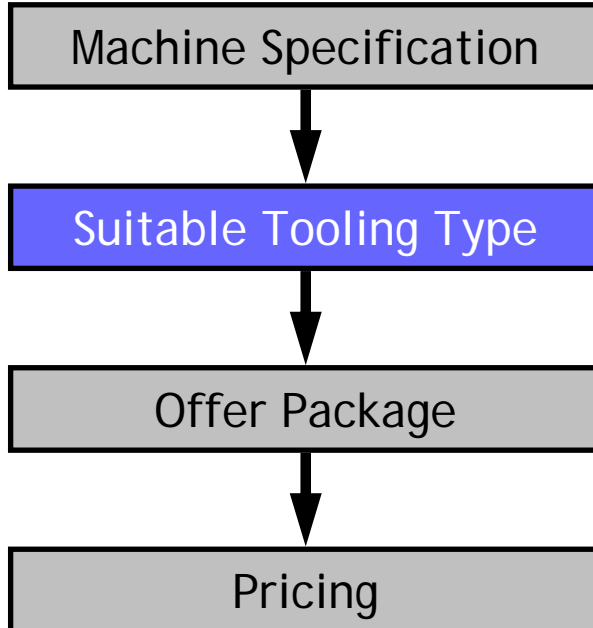 Machine Specification
Suitable Tooling Type
Offer Package
Pricing